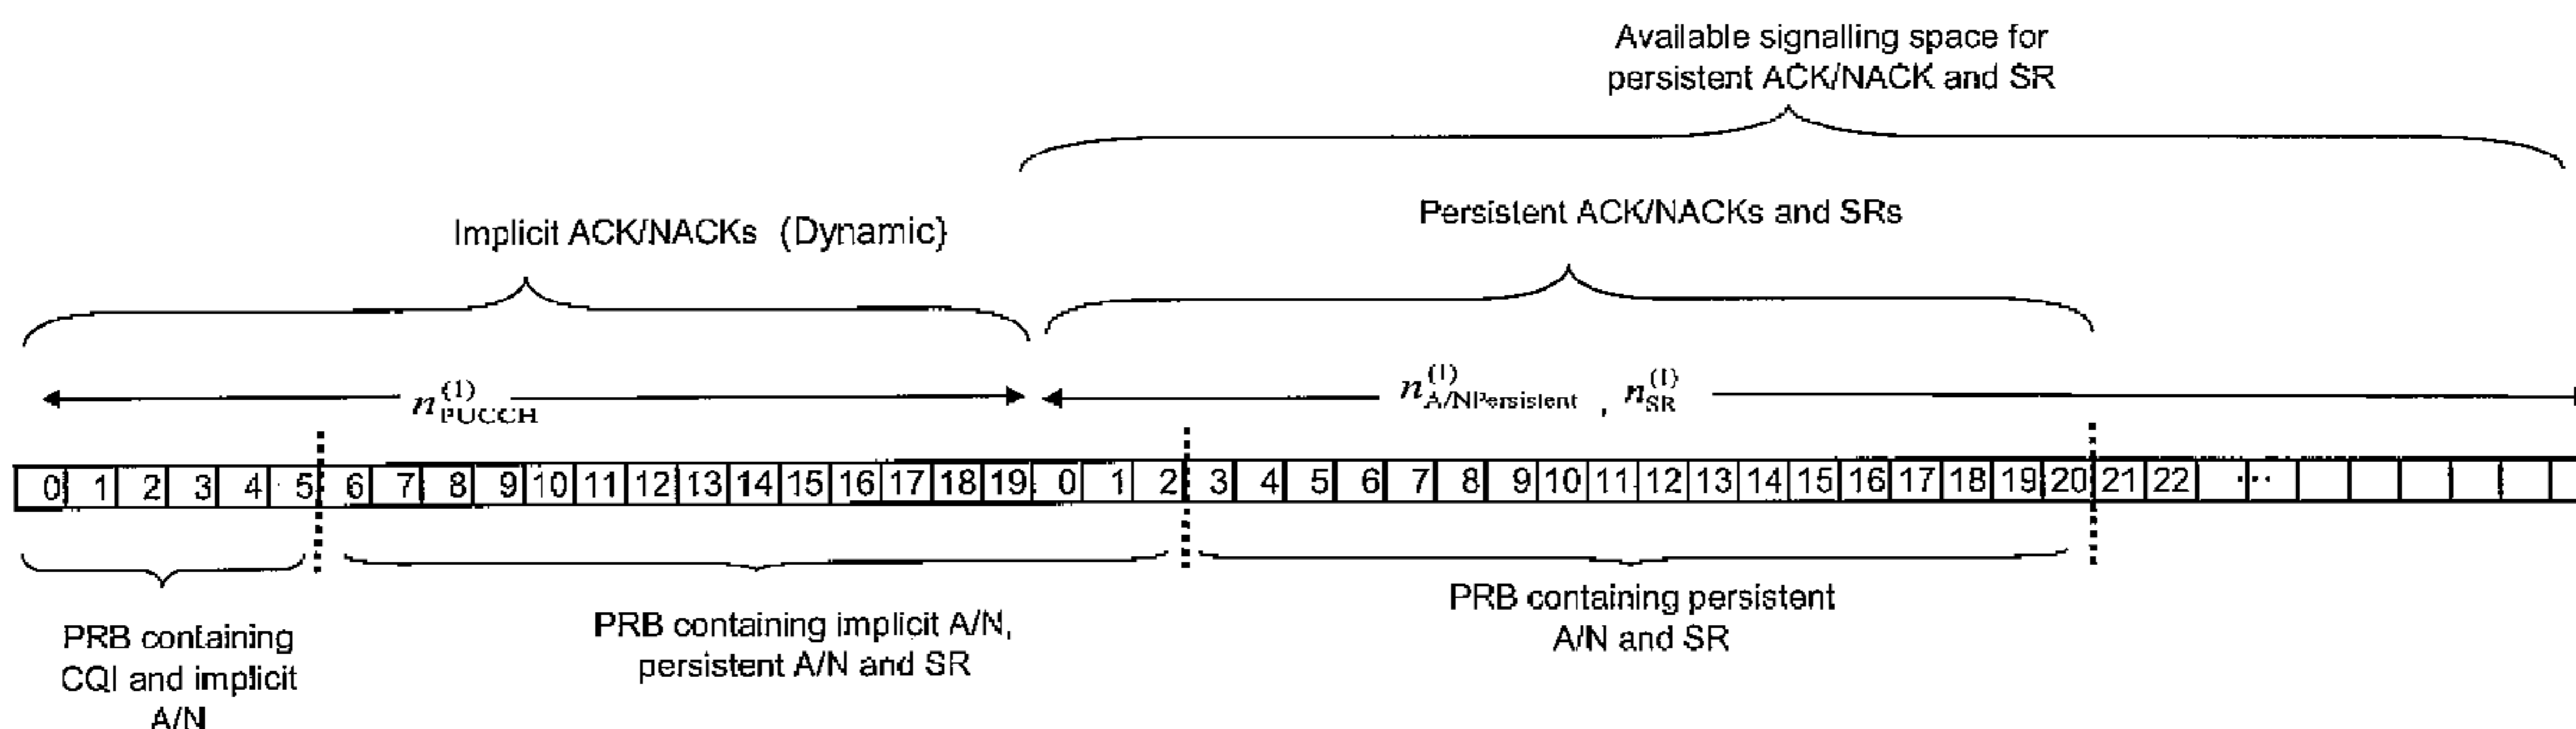 Available signalling space for
persistent ACK/NACK and SR
Persistent ACK/NACKs and SRs
Implicit ACK/NACKs (Dynamic}
n(1)PUCCH
n(1)A/NPersistent , n(1)SR
0 1 2 3 4 5 6 7 8 9 10 11 12 13 14 15 16 17 18 19 0 1 2 3 4 5 6 7 8 9 10 11 12 13 14 15 16 17 18 19 20 21 22 ...
PRB containing
CQI and implicit
A/N
PRB containing implicit A/N,
persistent A/N and SR
PRB containing persistent
A/N and SR